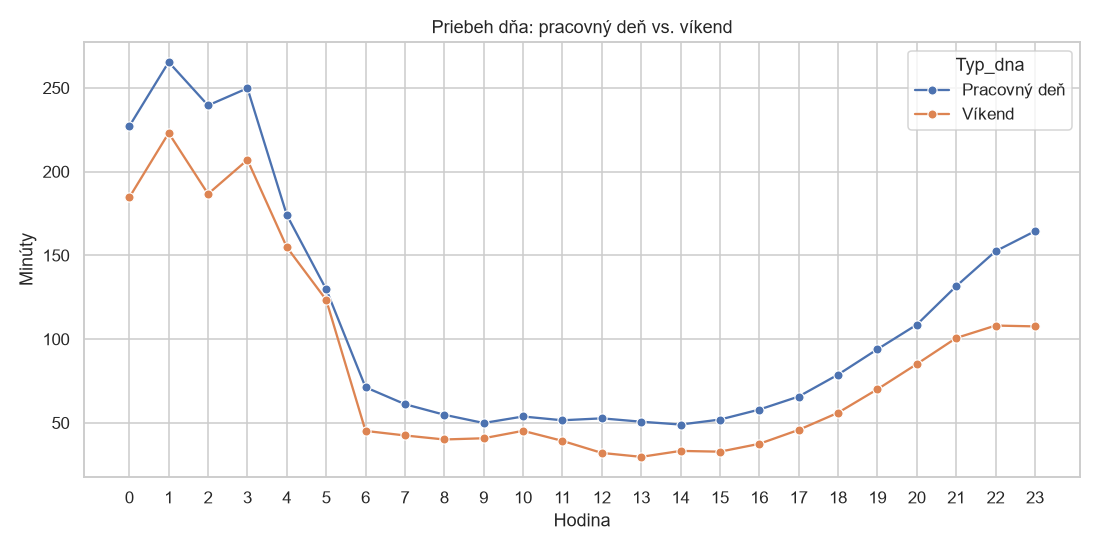 Priebeh dňa: pracovný deň vs. víkend
Typ_dna
Pracovný deň
Víkend
Minúty
250
200
150
100
50
0 1 2 3 4 5 6 7 8 9 10 11 12 13 14 15 16 17 18 19 20 21 22 23
Hodina